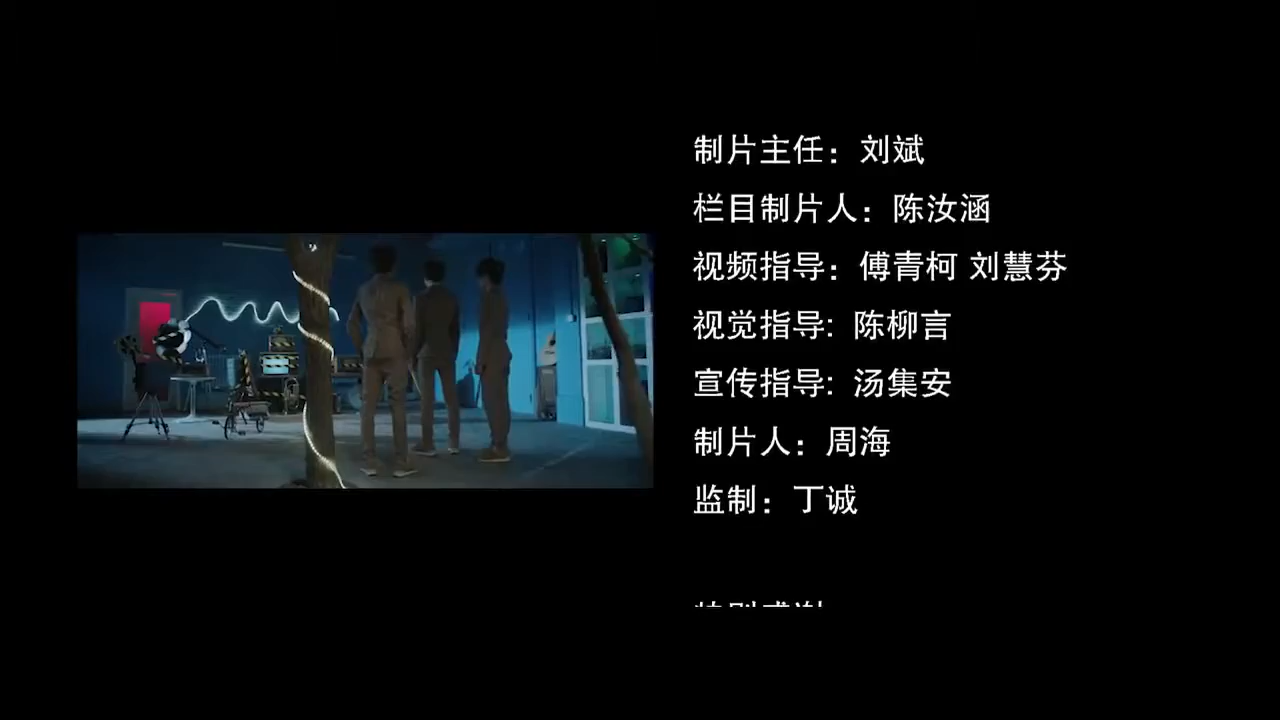 制片主任：刘斌
栏目制片人：陈汝涵
视频指导：傅青柯 刘慧芬
视觉指导: 陈柳言
宣传指导: 汤集安
制片人：周海
监制：丁诚